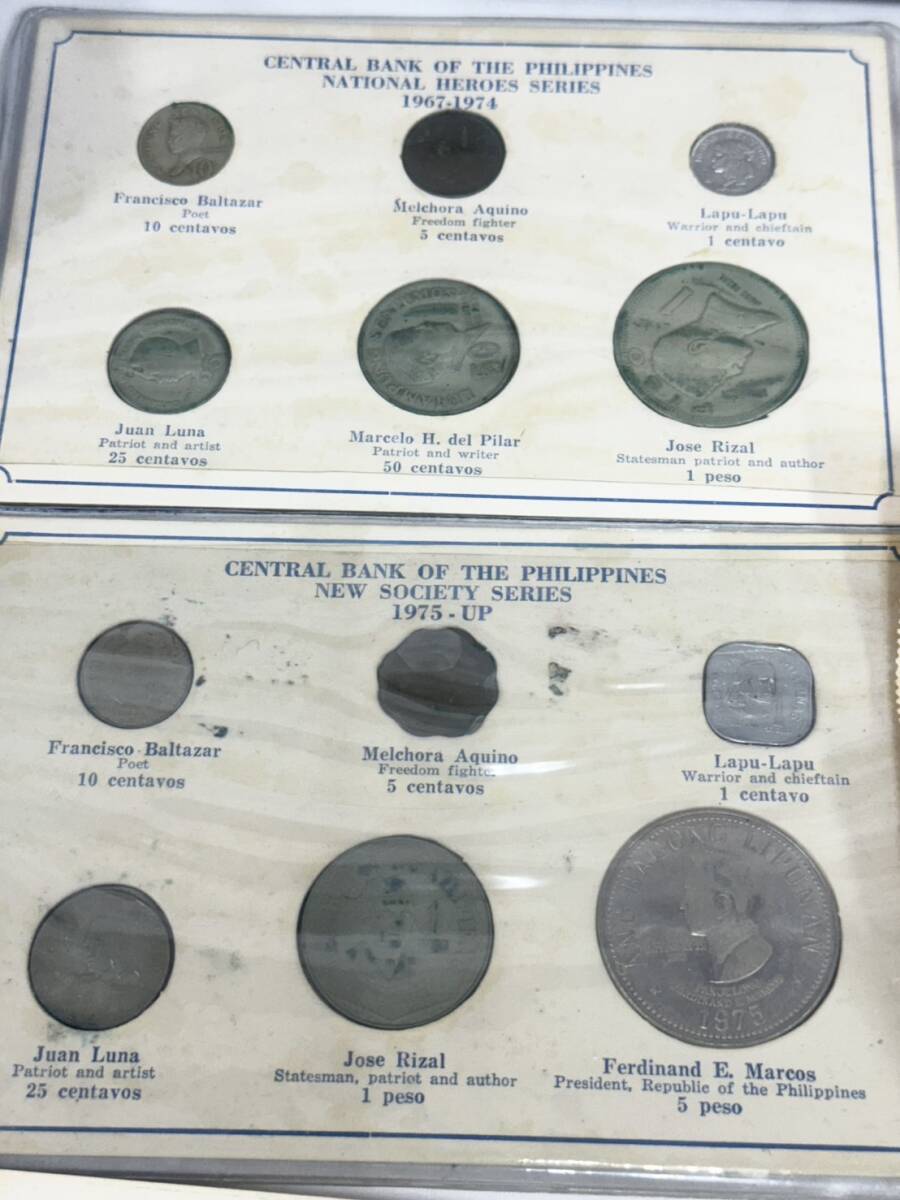 CENTRAL BANK OF THE PHILIPPINES
NATIONAL HEROES SERIES
1967-1974
Francisco Baltazar
Poet
10 centavos
Melchora Aquino
Freedom fighter
5 centavos
Lapu-Lapu
Warrior and chieftain
1 centavo
Juan Luna
Patriot and artist
25 centavos
Marcelo H. del Pilar
Patriot and writer
50 centavos
Jose Rizal
Statesman patriot and author
1 peso
CENTRAL BANK OF THE PHILIPPINES
NEW SOCIETY SERIES
1975 - UP
Francisco Baltazar
Poet
10 centavos
Melchora Aquino
Freedom
5 centavos
Lapu-Lapu
Warrior and chieftain
1 centavo
ANG BAGONG LIPUNAN
1975
Juan Luna
Patriot and artist
25 centavos
Jose Rizal
Statesman, patriot and author
1 peso
Ferdinand E. Marcos
President, Republic of the Philippines
5 peso